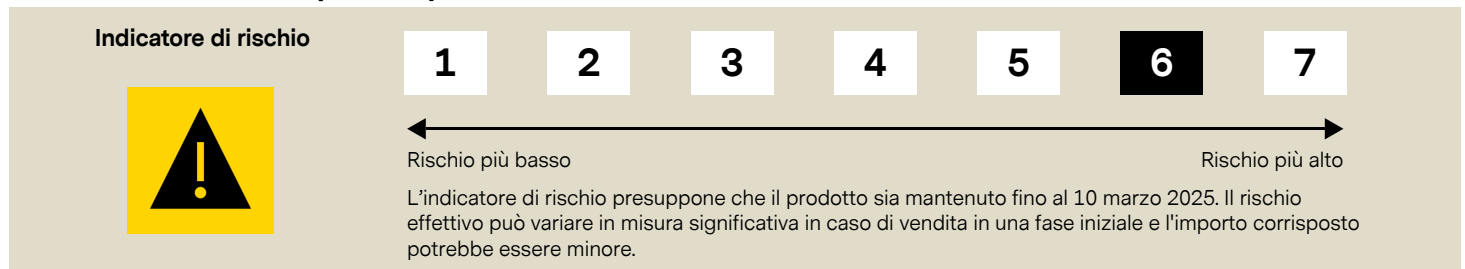 Indicatore di rischio
1 2 3 4 5 6 7
Rischio più basso Rischio più alto
L'indicatore di rischio presuppone che il prodotto sia mantenuto fino al 10 marzo 2025. Il rischio
effettivo può variare in misura significativa in caso di vendita in una fase iniziale e l'importo corrisposto
potrebbe essere minore.